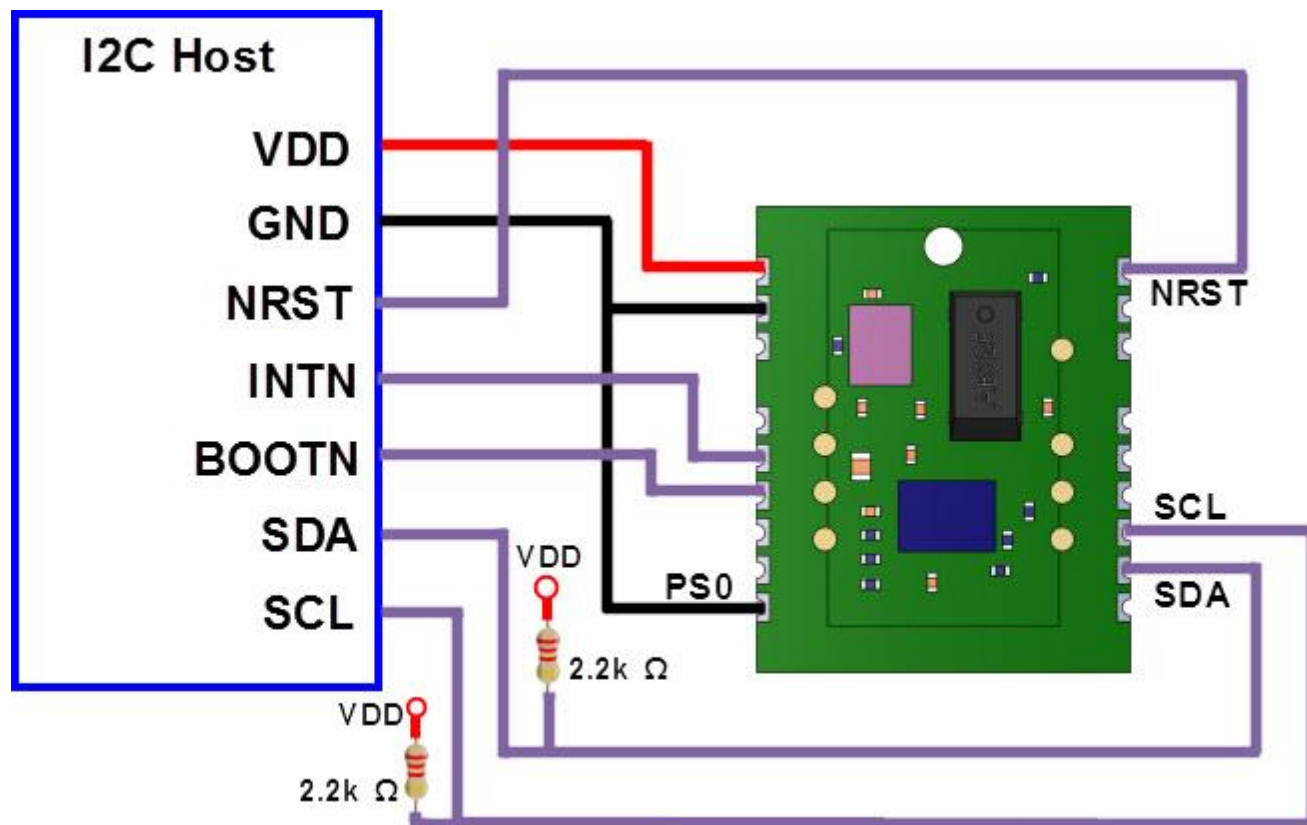 I2C Host
VDD
GND
NRST
INTN
BOOTN
SDA
SCL
NRST
SCL
SDA
PS0
VDD
2.2k Ω
VDD
2.2k Ω